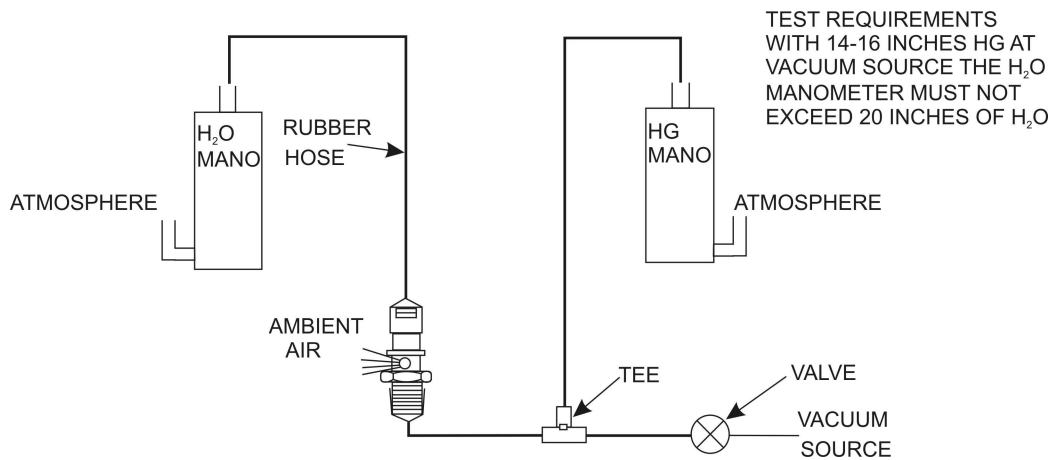 TEST REQUIREMENTS
WITH 14-16 INCHES HG AT
VACUUM SOURCE THE H₂O
MANOMETER MUST NOT
EXCEED 20 INCHES OF H₂O
H₂O
MANO
RUBBER
HOSE
HG
MANO
ATMOSPHERE
ATMOSPHERE
AMBIENT
AIR
TEE
VALVE
VACUUM
SOURCE